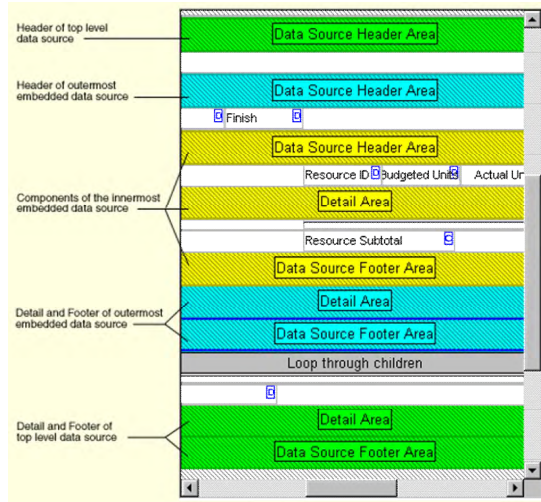 Header of top level
data source
Data Source Header Area
Header of outermost
embedded data source
Data Source Header Area
D Finish D
Data Source Header Area
Resource ID D Budgeted Units D Actual Un
Components of the innermost
embedded data source
Detail Area
Resource Subtotal C
Data Source Footer Area
Detail and Footer of outermost
embedded data source
Detail Area
Data Source Footer Area
Loop through children
D
Detail and Footer of
top level data source
Detail Area
Data Source Footer Area